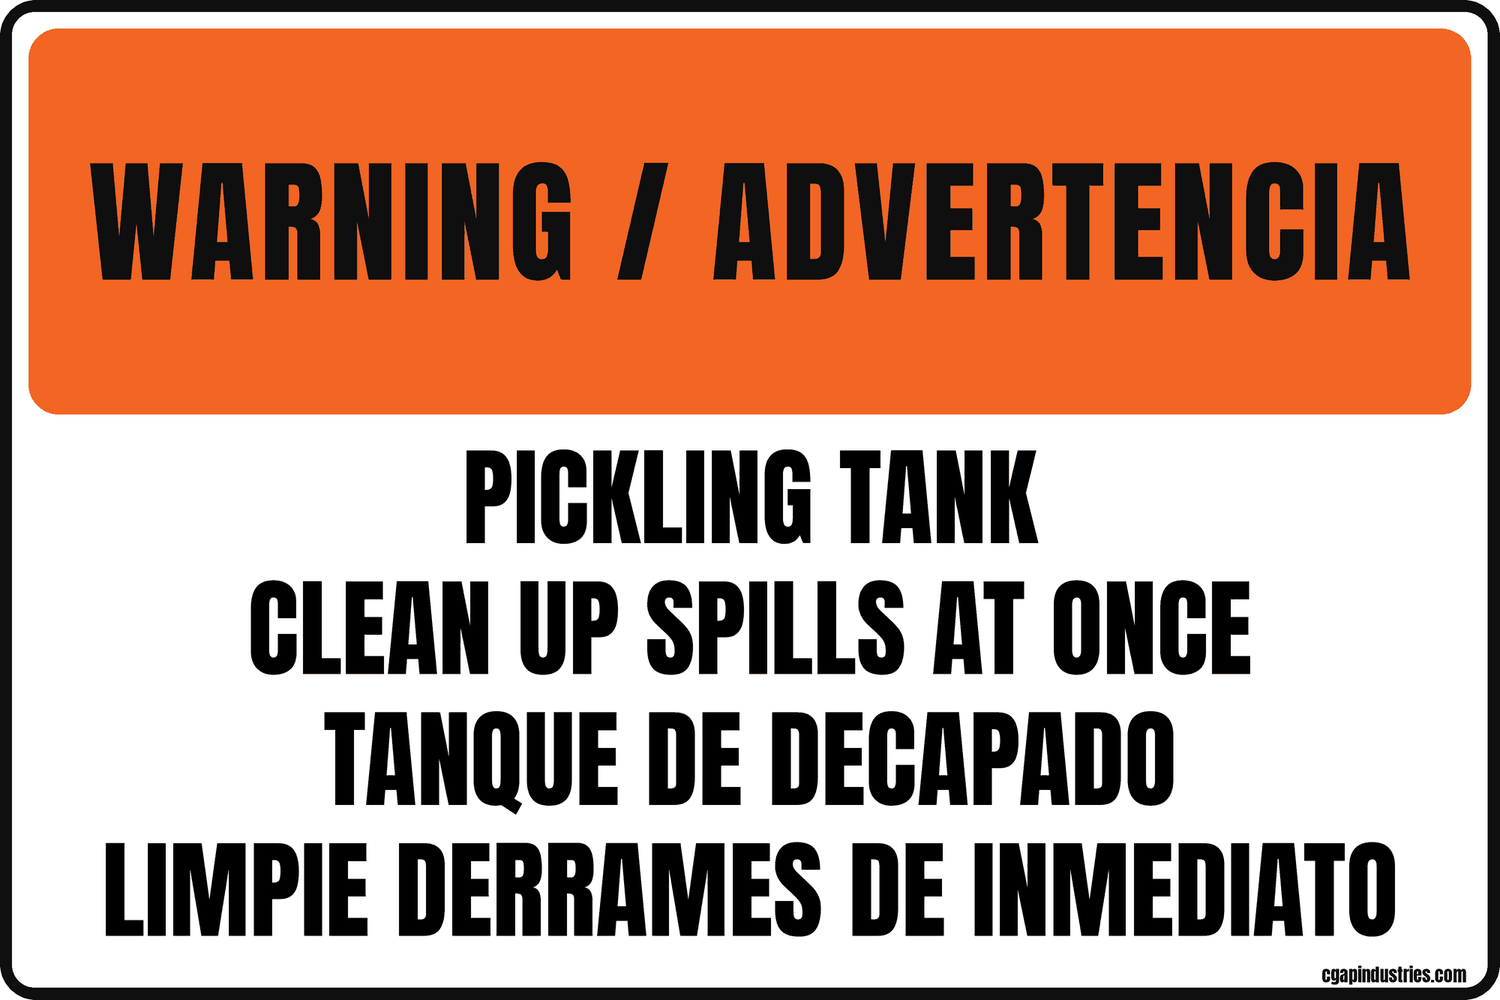 WARNING / ADVERTENCIA
PICKLING TANK
CLEAN UP SPILLS AT ONCE
TANQUE DE DECAPADO
LIMPIE DERRAMES DE INMEDIATO
cgapindustries.com